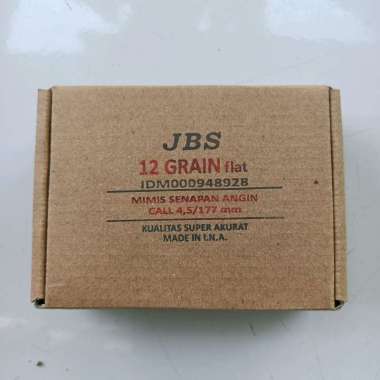 JBS
12 GRAIN flat
IDM000948928
MIMIS SENAPAN ANGIN
CALL 4,5/177 mm
KUALITAS SUPER AKURAT
MADE IN I.N.A.